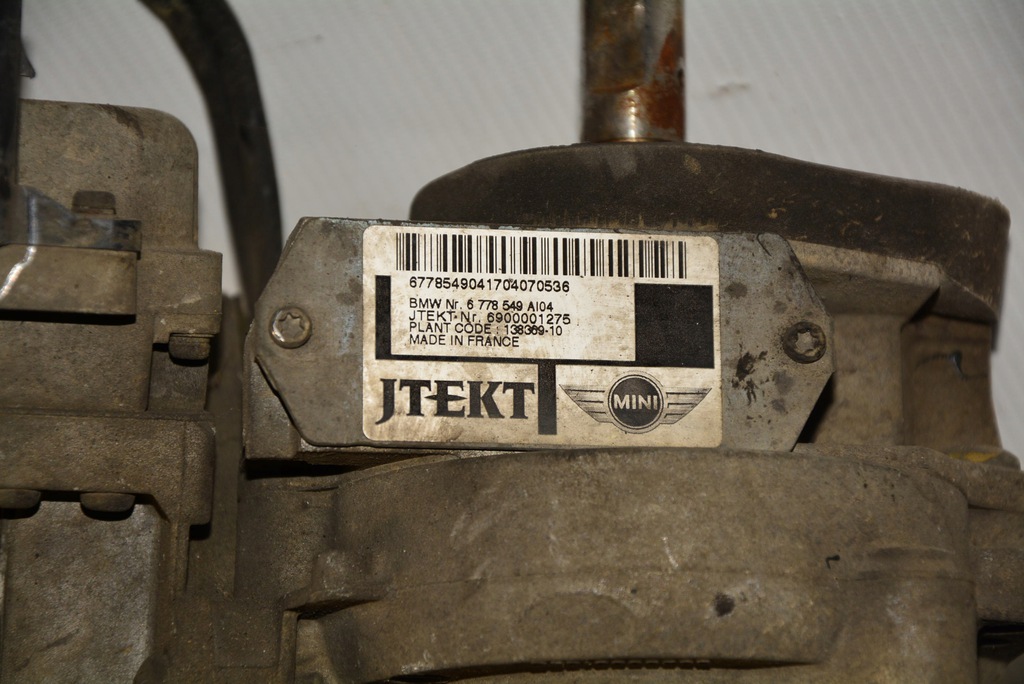 6778549041704070536
BMW Nr. 6 778 549 AI04
JTEKT-Nr. 6900001275
PLANT CODE : 138369-10
MADE IN FRANCE
JTEKT
MINI